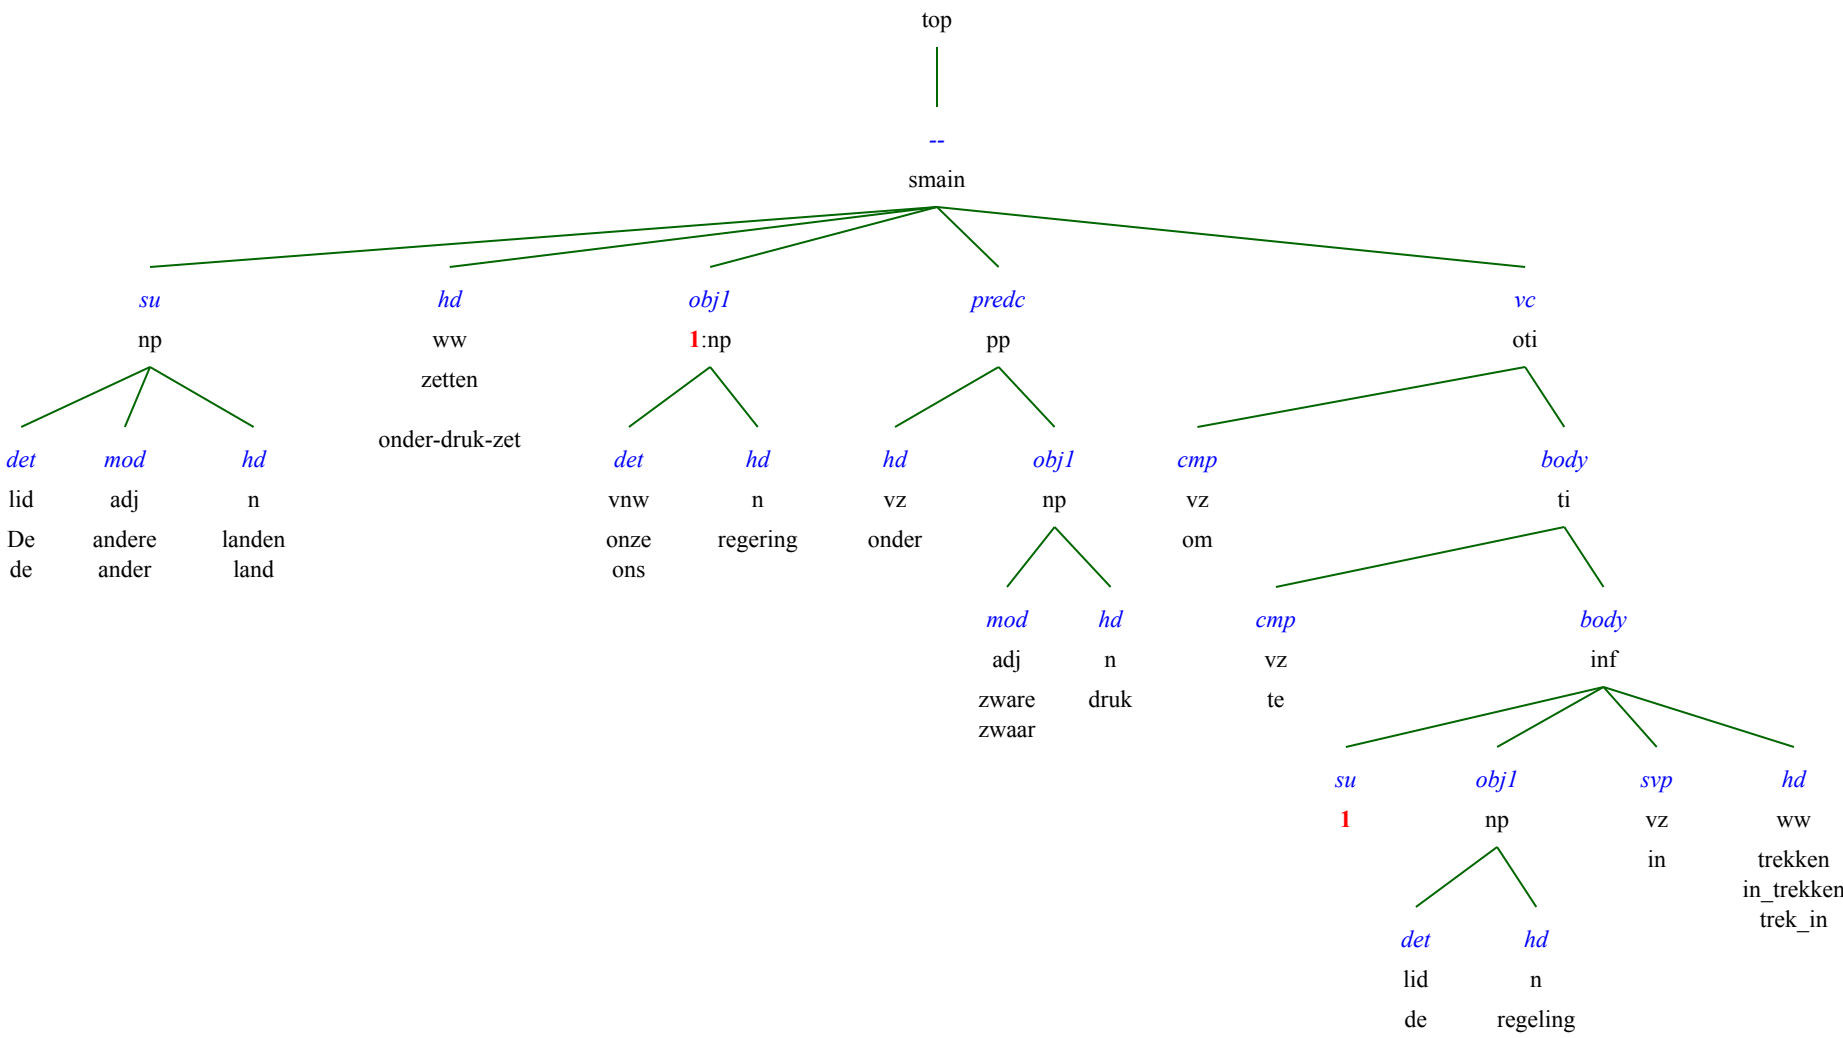 top
--
smain
su hd obj1 predc vc
np ww 1:np pp oti
zetten
onder-druk-zet
det mod hd det hd hd obj1 cmp body
lid adj n vnw n vz np vz ti
De andere landen onze regering onder om
de ander land ons
mod hd cmp body
adj n vz inf
zware druk te
zwaar
su obj1 svp hd
1 np vz ww
in trekken
in_trekken
trek_in
det hd
lid n
de regeling